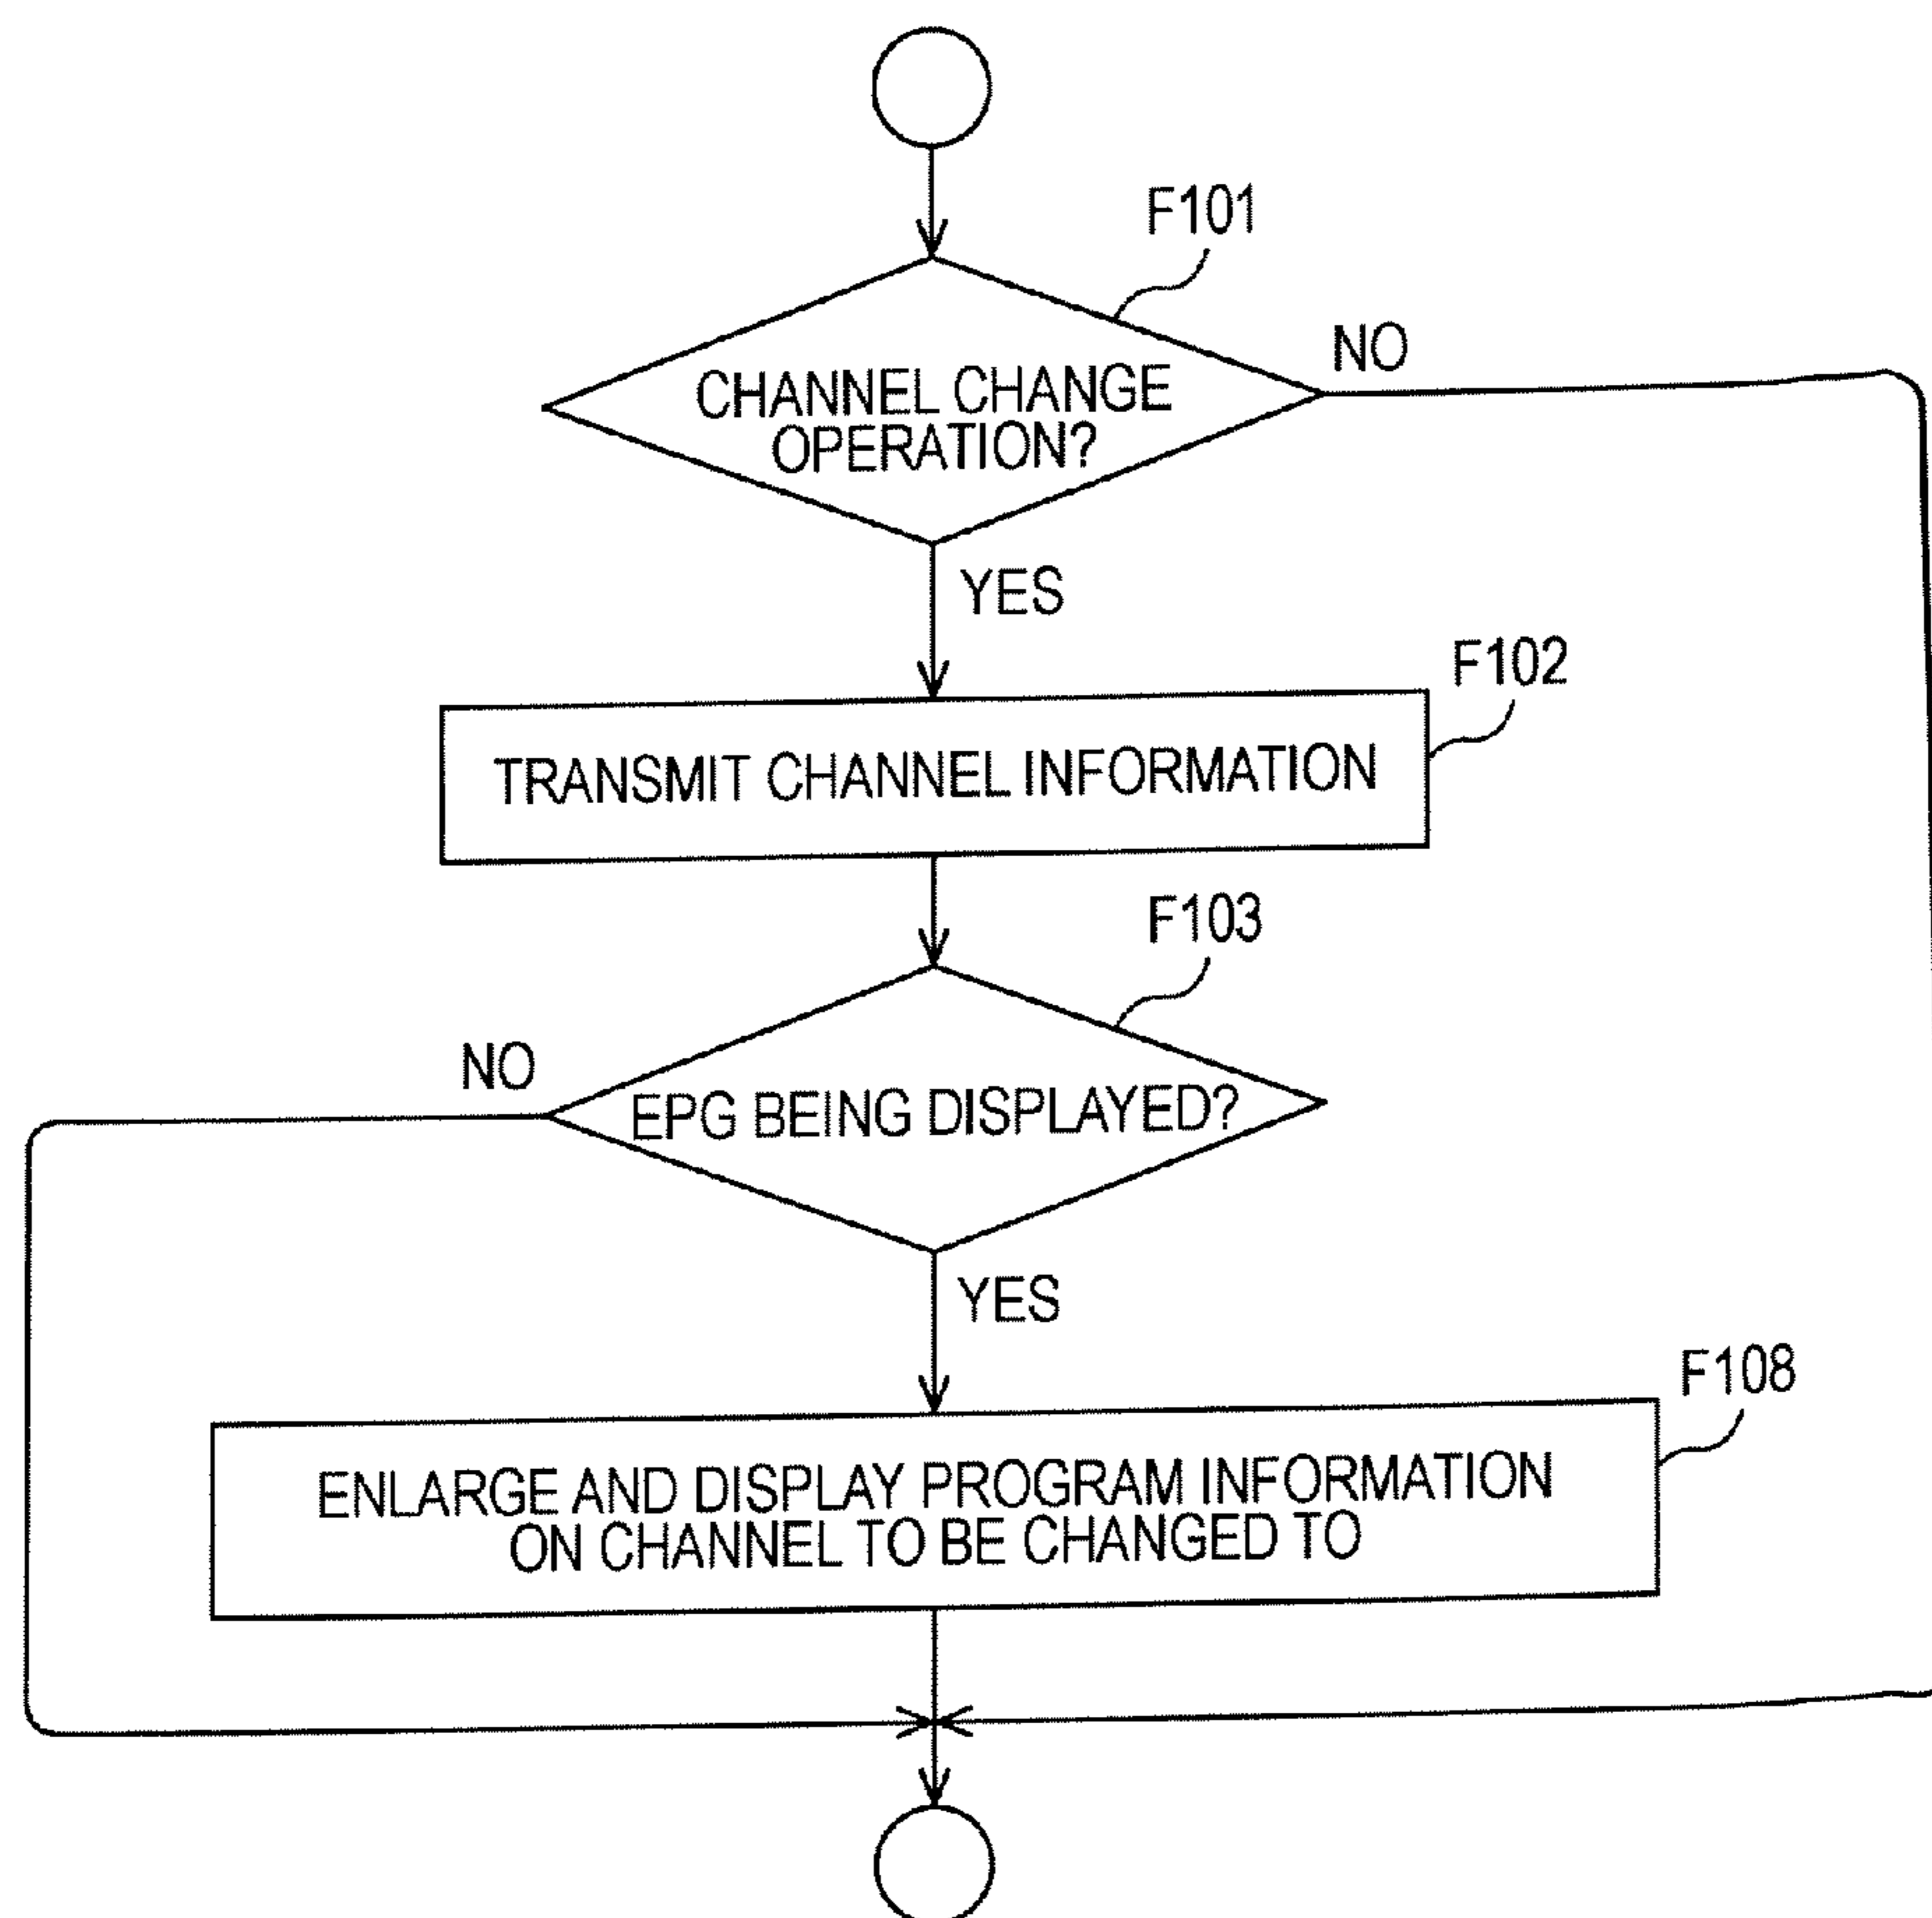 F101
CHANNEL CHANGE
OPERATION?
NO
YES
F102
TRANSMIT CHANNEL INFORMATION
F103
NO
EPG BEING DISPLAYED?
YES
F108
ENLARGE AND DISPLAY PROGRAM INFORMATION
ON CHANNEL TO BE CHANGED TO